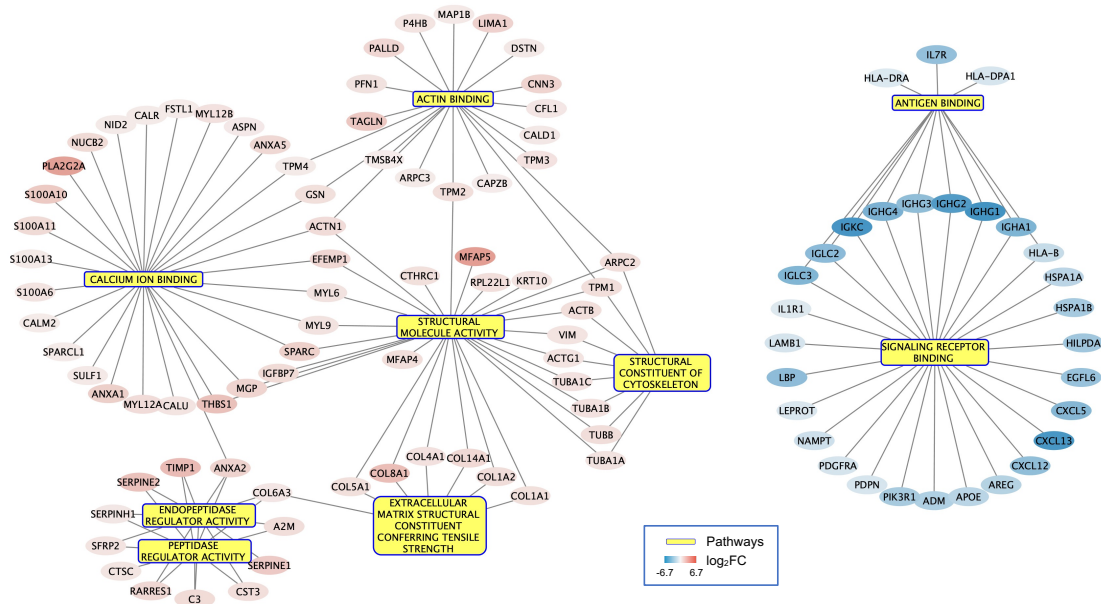 MAP1B
P4HB
LIMA1
PALLD
DSTN
PFN1
CNN3
ACTIN BINDING
CFL1
TAGLN
CALD1
TPM3
TMSB4X
ARPC3
CAPZB
TPM2
TPM4
GSN
ACTN1
EFEMP1
MYL6
MYL9
SPARC
IGFBP7
MGP
THBS1
FSTL1
CALR
MYL12B
NID2
ASPN
NUCB2
ANXA5
PLA2G2A
S100A10
S100A11
S100A13
CALCIUM ION BINDING
S100A6
CALM2
SPARCL1
SULF1
ANXA1
MYL12A
CALU
MFAP5
CTHRC1
RPL22L1
KRT10
STRUCTURAL
MOLECULE ACTIVITY
MFAP4
ARPC2
TPM1
ACTB
VIM
ACTG1
TUBA1C
TUBA1B
TUBB
TUBA1A
STRUCTURAL
CONSTITUENT OF
CYTOSKELETON
COL4A1
COL14A1
COL8A1
COL1A2
COL5A1
COL1A1
EXTRACELLULAR
MATRIX STRUCTURAL
CONSTITUENT
CONFERRING TENSILE
STRENGTH
TIMP1
ANXA2
SERPINE2
COL6A3
ENDOPEPTIDASE
REGULATOR ACTIVITY
SERPINH1
A2M
SFRP2
PEPTIDASE
REGULATOR ACTIVITY
CTSC
SERPINE1
RARRES1
C3
CST3
IL7R
HLA-DRA
HLA-DPA1
ANTIGEN BINDING
IGHG3
IGHG2
IGHG4
IGHG1
IGKC
IGHA1
IGLC2
HLA-B
IGLC3
HSPA1A
IL1R1
HSPA1B
LAMB1
HILPDA
SIGNALING RECEPTOR
BINDING
LBP
EGFL6
LEPROT
CXCL5
NAMPT
CXCL13
PDGFRA
CXCL12
PDPN
AREG
PIK3R1
ADM
APOE
Pathways
log₂FC
-6.7
6.7